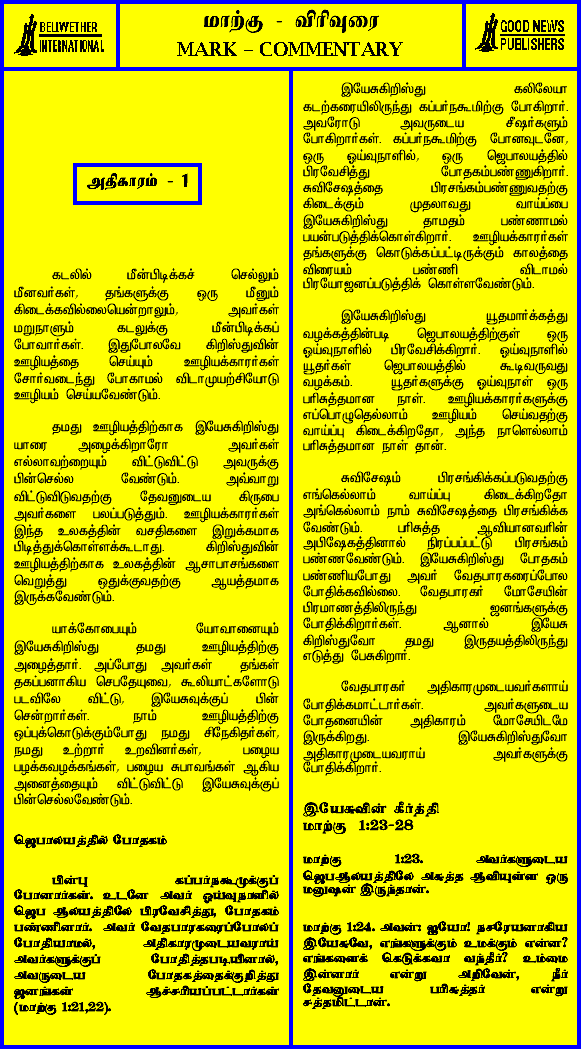 BELLWETHER
INTERNATIONAL
மாற்கு - விரிவுரை
MARK – COMMENTARY
GOOD NEWS
PUBLISHERS
அதிகாரம் - 1
கடலில் மீன்பிடிக்கச் செல்லும்
மீனவர்கள், தங்களுக்கு ஒரு மீனும்
கிடைக்கவில்லையென்றாலும், அவர்கள்
மறுநாளும் கடலுக்கு மீன்பிடிக்கப்
போவார்கள். இதுபோலவே கிறிஸ்துவின்
ஊழியத்தை செய்யும் ஊழியக்காரர்கள்
சோர்வடைந்து போகாமல் விடாமுயற்சியோடு
ஊழியம் செய்யவேண்டும்.
தமது ஊழியத்திற்காக இயேசுகிறிஸ்து
யாரை அழைக்கிறாரோ அவர்கள்
எல்லாவற்றையும் விட்டுவிட்டு அவருக்கு
பின்செல்ல வேண்டும். அவ்வாறு
விட்டுவிடுவதற்கு தேவனுடைய கிருபை
அவர்களை பலப்படுத்தும். ஊழியக்காரர்கள்
இந்த உலகத்தின் வசதிகளை இறுக்கமாக
பிடித்துக்கொள்ளக்கூடாது. கிறிஸ்துவின்
ஊழியத்திற்காக உலகத்தின் ஆசாபாசங்களை
வெறுத்து ஒதுக்குவதற்கு ஆயத்தமாக
இருக்கவேண்டும்.
யாக்கோபையும் யோவானையும்
இயேசுகிறிஸ்து தமது ஊழியத்திற்கு
அழைத்தார். அப்போது அவர்கள் தங்கள்
தகப்பனாகிய செபதேயுவை, கூலியாட்களோடு
படவிலே விட்டு, இயேசுவுக்குப் பின்
சென்றார்கள். நாம் ஊழியத்திற்கு
ஒப்புக்கொடுக்கும்போது நமது சிநேகிதர்கள்,
நமது உற்றார் உறவினர்கள், பழைய
பழக்கவழக்கங்கள், பழைய சுபாவங்கள் ஆகிய
அனைத்தையும் விட்டுவிட்டு இயேசுவுக்குப்
பின்செல்லவேண்டும்.
ஜெபாலயத்தில் போதகம்
பின்பு கப்பர்நகூமுக்குப்
போனார்கள். உடனே அவர் ஓய்வுநாளில்
ஜெப ஆலயத்திலே பிரவேசித்து, போதகம்
பண்ணினார். அவர் வேதபாரகரைப்போலப்
போதியாமல், அதிகாரமுடையவராய்
அவர்களுக்குப் போதித்தபடியினால்,
அவருடைய போதகத்தைக்குறித்து
ஜனங்கள் ஆச்சரியப்பட்டார்கள்
(மாற்கு 1:21,22).
இயேசுகிறிஸ்து கலிலேயா
கடற்கரையிலிருந்து கப்பர்நகூமிற்கு போகிறார்.
அவரோடு அவருடைய சீஷர்களும்
போகிறார்கள். கப்பர்நகூமிற்கு போனவுடனே,
ஒரு ஓய்வுநாளில், ஒரு ஜெபாலயத்தில்
பிரவேசித்து போதகம்பண்ணுகிறார்.
சுவிசேஷத்தை பிரசங்கம்பண்ணுவதற்கு
கிடைக்கும் முதலாவது வாய்ப்பை
இயேசுகிறிஸ்து தாமதம் பண்ணாமல்
பயன்படுத்திக்கொள்கிறார். ஊழியக்காரர்கள்
தங்களுக்கு கொடுக்கப்பட்டிருக்கும் காலத்தை
விரையம் பண்ணி விடாமல்
பிரயோஜனப்படுத்திக் கொள்ளவேண்டும்.
இயேசுகிறிஸ்து யூதமார்க்கத்து
வழக்கத்தின்படி ஜெபாலயத்திற்குள் ஒரு
ஓய்வுநாளில் பிரவேசிக்கிறார். ஓய்வுநாளில்
யூதர்கள் ஜெபாலயத்தில் கூடிவருவது
வழக்கம். யூதர்களுக்கு ஓய்வுநாள் ஒரு
பரிசுத்தமான நாள். ஊழியக்காரர்களுக்கு
எப்பொழுதெல்லாம் ஊழியம் செய்வதற்கு
வாய்ப்பு கிடைக்கிறதோ, அந்த நாளெல்லாம்
பரிசுத்தமான நாள் தான்.
சுவிசேஷம் பிரசங்கிக்கப்படுவதற்கு
எங்கெல்லாம் வாய்ப்பு கிடைக்கிறதோ
அங்கெல்லாம் நாம் சுவிசேஷத்தை பிரசங்கிக்க
வேண்டும். பரிசுத்த ஆவியானவரின்
அபிஷேகத்தினால் நிரப்பப்பட்டு பிரசங்கம்
பண்ணவேண்டும். இயேசுகிறிஸ்து போதகம்
பண்ணியபோது அவர் வேதபாரகரைப்போல
போதிக்கவில்லை. வேதபாரகர் மோசேயின்
பிரமாணத்திலிருந்து ஜனங்களுக்கு
போதிக்கிறார்கள். ஆனால் இயேசு
கிறிஸ்துவோ தமது இருதயத்திலிருந்து
எடுத்து பேசுகிறார்.
வேதபாரகர் அதிகாரமுடையவர்களாய்
போதிக்கமாட்டார்கள். அவர்களுடைய
போதனையின் அதிகாரம் மோசேயிடமே
இருக்கிறது. இயேசுகிறிஸ்துவோ
அதிகாரமுடையவராய் அவர்களுக்கு
போதிக்கிறார்.
இயேசுவின் கீர்த்தி
மாற்கு 1:23-28
மாற்கு 1:23. அவர்களுடைய
ஜெபஆலயத்திலே அசுத்த ஆவியுள்ள ஒரு
மனுஷன் இருந்தான்.
மாற்கு 1:24. அவன்: ஐயோ! நசரேயனாகிய
இயேசுவே, எங்களுக்கும் உமக்கும் என்ன?
எங்களைக் கெடுக்கவா வந்தீர்? உம்மை
இன்னார் என்று அறிவேன், நீர்
தேவனுடைய பரிசுத்தர் என்று
சத்தமிட்டான்.